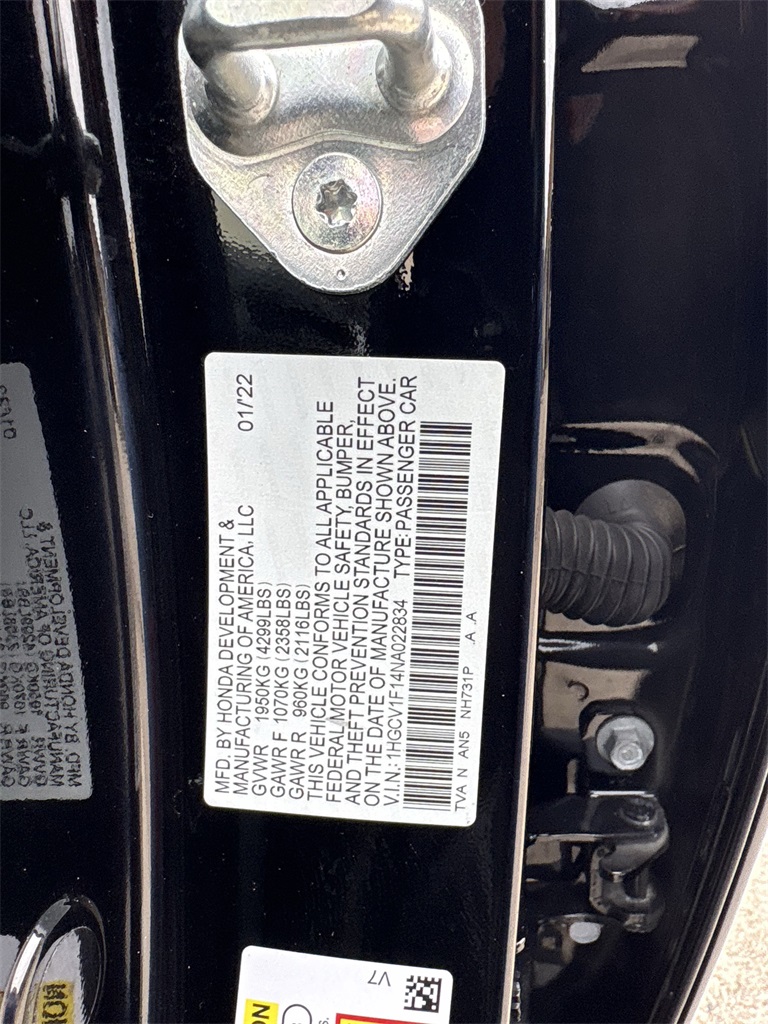 MFD. BY HONDA DEVELOPMENT &
MANUFACTURING OF AMERICA, LLC 01/'22
GVWR 1950KG (4299LBS)
GAWR F 1070KG (2358LBS)
GAWR R 960KG (2116LBS)
THIS VEHICLE CONFORMS TO ALL APPLICABLE
FEDERAL MOTOR VEHICLE SAFETY, BUMPER,
AND THEFT PREVENTION STANDARDS IN EFFECT
ON THE DATE OF MANUFACTURE SHOWN ABOVE.
V.I.N.: 1HGCV1F14NA022834 TYPE: PASSENGER CAR
TVA N AN5 NH731P A A
V7